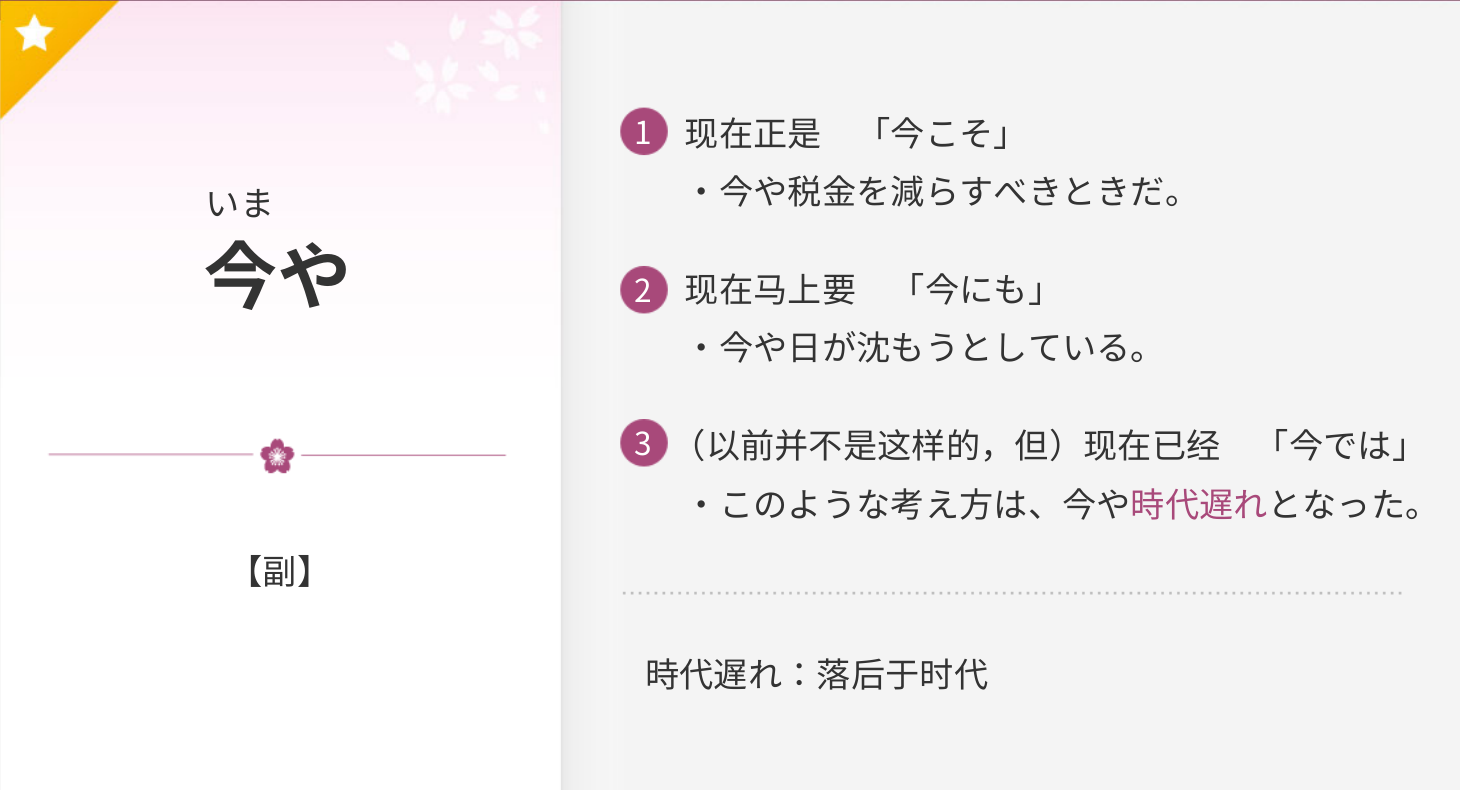 いま
今や
【副】
1 现在正是 「今こそ」
・今や税金を減らすべきときだ。
2 现在马上要 「今にも」
・今や日が沈もうとしている。
3 （以前并不是这样的，但）现在已经 「今では」
・このような考え方は、今や時代遅れとなった。
時代遅れ：落后于时代